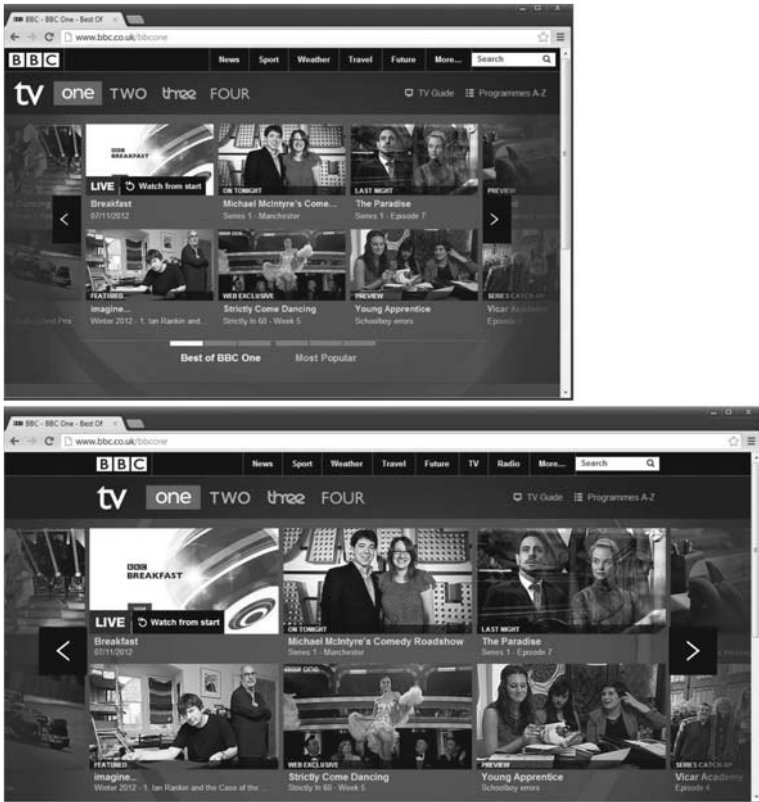 BBC - BBC One - Best Of
www.bbc.co.uk/bbcone
BBC News Sport Weather Travel Future More... Search
tv one TWO three FOUR TV Guide Programmes A-Z
BBC
BREAKFAST
LIVE Watch from start ON TONIGHT LAST NIGHT PREVIEW
Breakfast Michael McIntyre's Come... The Paradise
07/11/2012 Series 1 - Manchester Series 1 - Episode 7
FEATURED WEB EXCLUSIVE PREVIEW SERIES CATCH-UP
imagine... Strictly Come Dancing Young Apprentice Vicar Academy
Winter 2012 - 1. Ian Rankin and... Strictly In 60 - Week 5 Schoolboy errors
Best of BBC One Most Popular
BBC - BBC One - Best Of
www.bbc.co.uk/bbcone
BBC News Sport Weather Travel Future TV Radio More... Search
tv one TWO three FOUR TV Guide Programmes A-Z
BBC
BREAKFAST
LIVE Watch from start ON TONIGHT LAST NIGHT
Breakfast Michael McIntyre's Comedy Roadshow The Paradise
07/11/2012 Series 1 - Manchester Series 1 - Episode 7
FEATURED WEB EXCLUSIVE PREVIEW SERIES CATCH-UP
imagine... Strictly Come Dancing Young Apprentice Vicar Academy
Winter 2012 - 1. Ian Rankin and the Case of the ... Strictly In 60 - Week 5 Schoolboy errors Episode 4